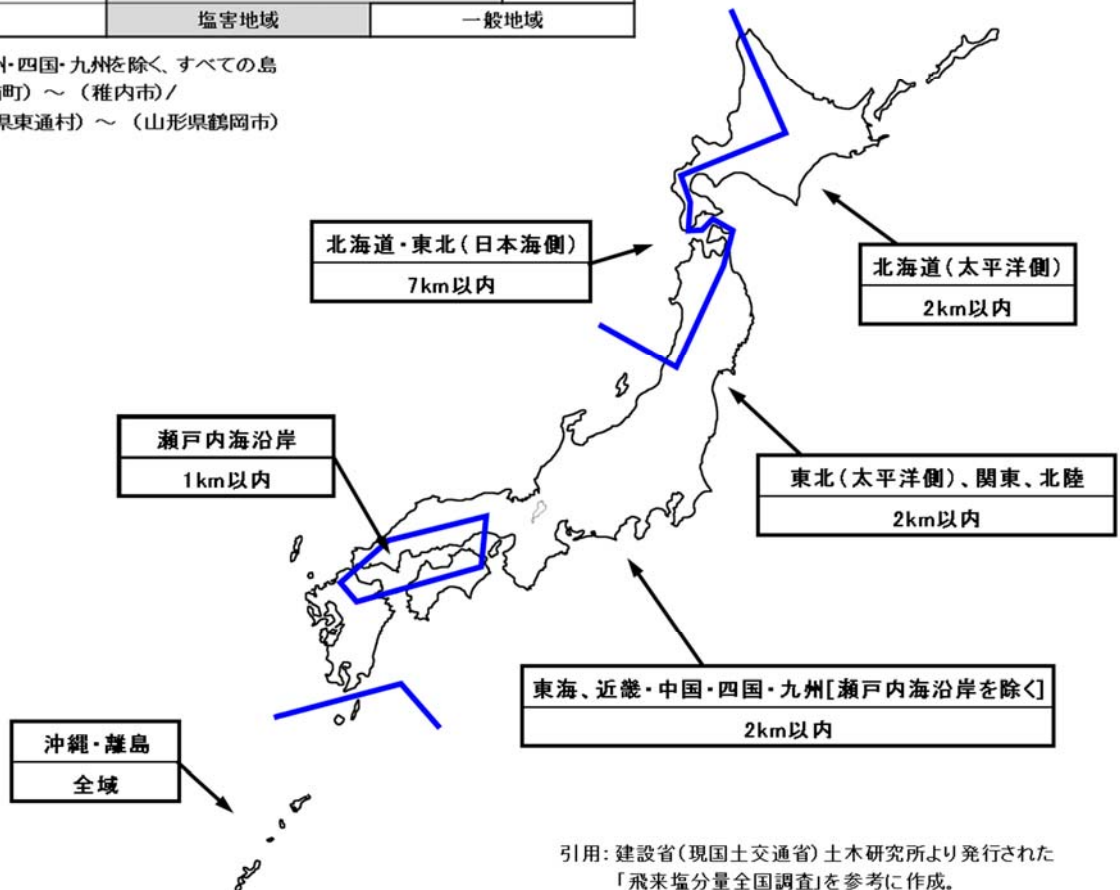 塩害地域
一般地域
州・四国・九州を除く、すべての島
町） ～ （稚内市）/
県東通村） ～ （山形県鶴岡市）
北海道・東北（日本海側）
7km以内
北海道（太平洋側）
2km以内
瀬戸内海沿岸
1km以内
東北（太平洋側）、関東、北陸
2km以内
東海、近畿・中国・四国・九州[瀬戸内海沿岸を除く]
2km以内
沖縄・離島
全域
引用： 建設省（現国土交通省）土木研究所より発行された
「飛来塩分量全国調査」を参考に作成。